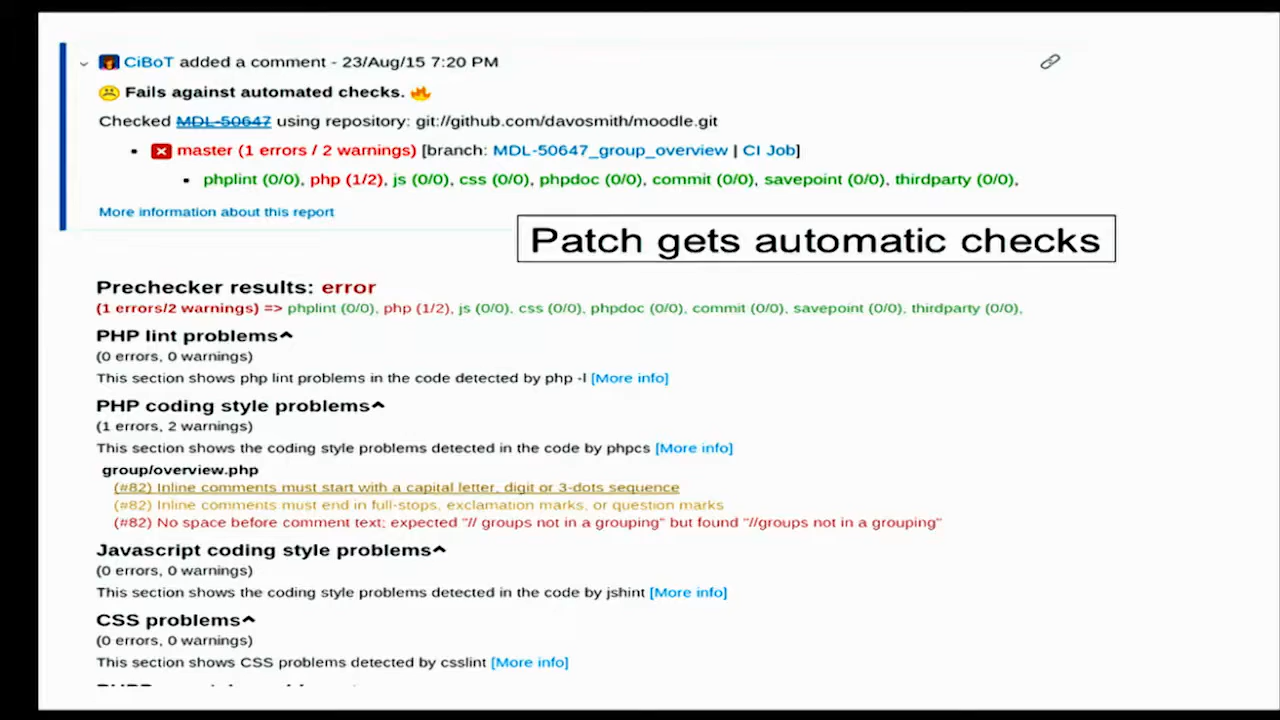 CiBoT added a comment - 23/Aug/15 7:20 PM
Fails against automated checks.
Checked MDL-50647 using repository: git://github.com/davosmith/moodle.git
• master (1 errors / 2 warnings) [branch: MDL-50647_group_overview | CI Job]
• phplint (0/0), php (1/2), js (0/0), css (0/0), phpdoc (0/0), commit (0/0), savepoint (0/0), thirdparty (0/0),
More information about this report
Patch gets automatic checks
Prechecker results: error
(1 errors/2 warnings) => phplint (0/0), php (1/2), js (0/0), css (0/0), phpdoc (0/0), commit (0/0), savepoint (0/0), thirdparty (0/0),
PHP lint problems^
(0 errors, 0 warnings)
This section shows php lint problems in the code detected by php -l [More info]
PHP coding style problems^
(1 errors, 2 warnings)
This section shows the coding style problems detected in the code by phpcs [More info]
group/overview.php
(#82) Inline comments must start with a capital letter, digit or 3-dots sequence
(#82) Inline comments must end in full-stops, exclamation marks, or question marks
(#82) No space before comment text; expected "// groups not in a grouping" but found "//groups not in a grouping"
Javascript coding style problems^
(0 errors, 0 warnings)
This section shows the coding style problems detected in the code by jshint [More info]
CSS problems^
(0 errors, 0 warnings)
This section shows CSS problems detected by csslint [More info]